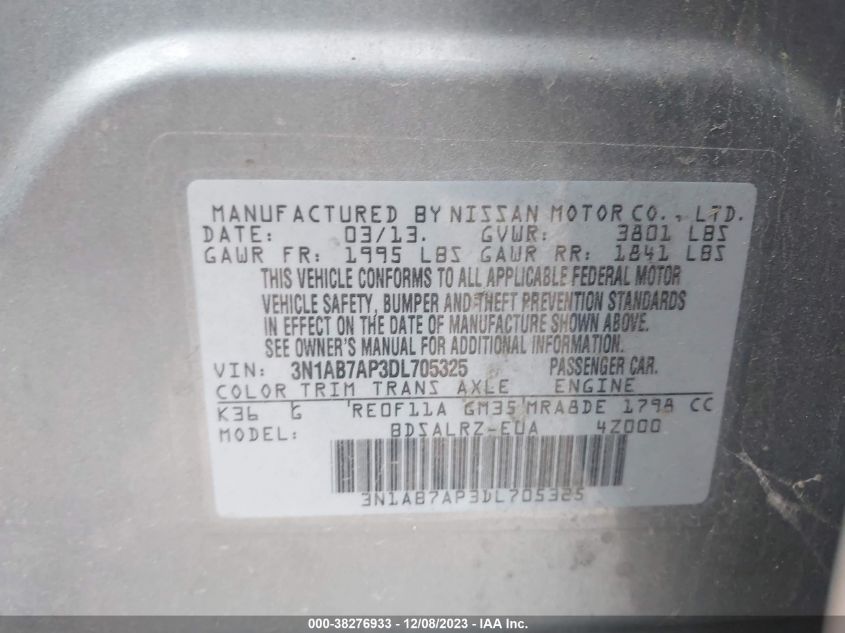 MANUFACTURED BY NISSAN MOTOR CO., LTD.
DATE: 03/13. GVWR: 3801 LBS
GAWR FR: 1995 LBS GAWR RR: 1841 LBS
THIS VEHICLE CONFORMS TO ALL APPLICABLE FEDERAL MOTOR
VEHICLE SAFETY, BUMPER AND THEFT PREVENTION STANDARDS
IN EFFECT ON THE DATE OF MANUFACTURE SHOWN ABOVE.
SEE OWNER'S MANUAL FOR ADDITIONAL INFORMATION.
VIN: 3N1AB7AP3DL705325 PASSENGER CAR.
COLOR TRIM TRANS AXLE ENGINE
K36 G RE0F11A GM35 MRA8DE 1798 CC
MODEL: BDSALRZ-EUA 4Z000
3N1AB7AP3DL705325
000-38276933 - 12/08/2023 - IAA Inc.